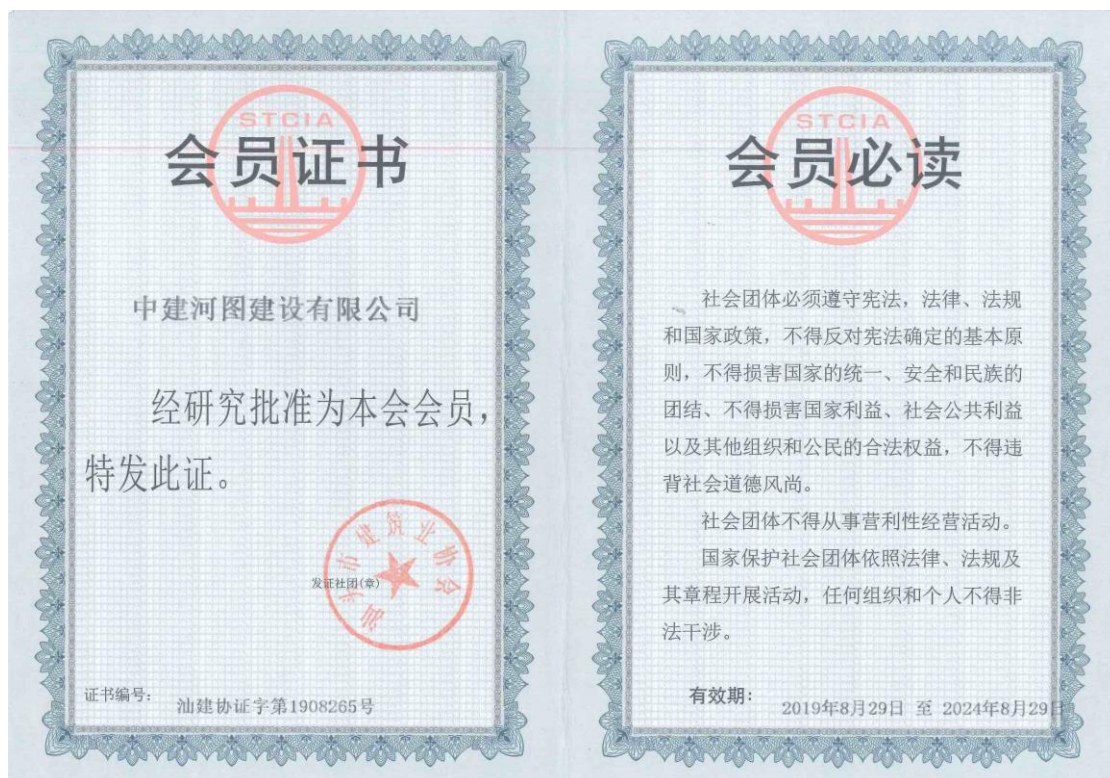 STCIA
会员证书
中建河图建设有限公司
经研究批准为本会会员，
特发此证。
汕头市建筑业协会
发证社团(章)
证书编号：
汕建协证字第1908265号
STCIA
会员必读
社会团体必须遵守宪法，法律、法规
和国家政策，不得反对宪法确定的基本原
则，不得损害国家的统一、安全和民族的
团结、不得损害国家利益、社会公共利益
以及其他组织和公民的合法权益，不得违
背社会道德风尚。
社会团体不得从事营利性经营活动。
国家保护社会团体依照法律、法规及
其章程开展活动，任何组织和个人不得非
法干涉。
有效期：
2019年8月29日 至 2024年8月29日